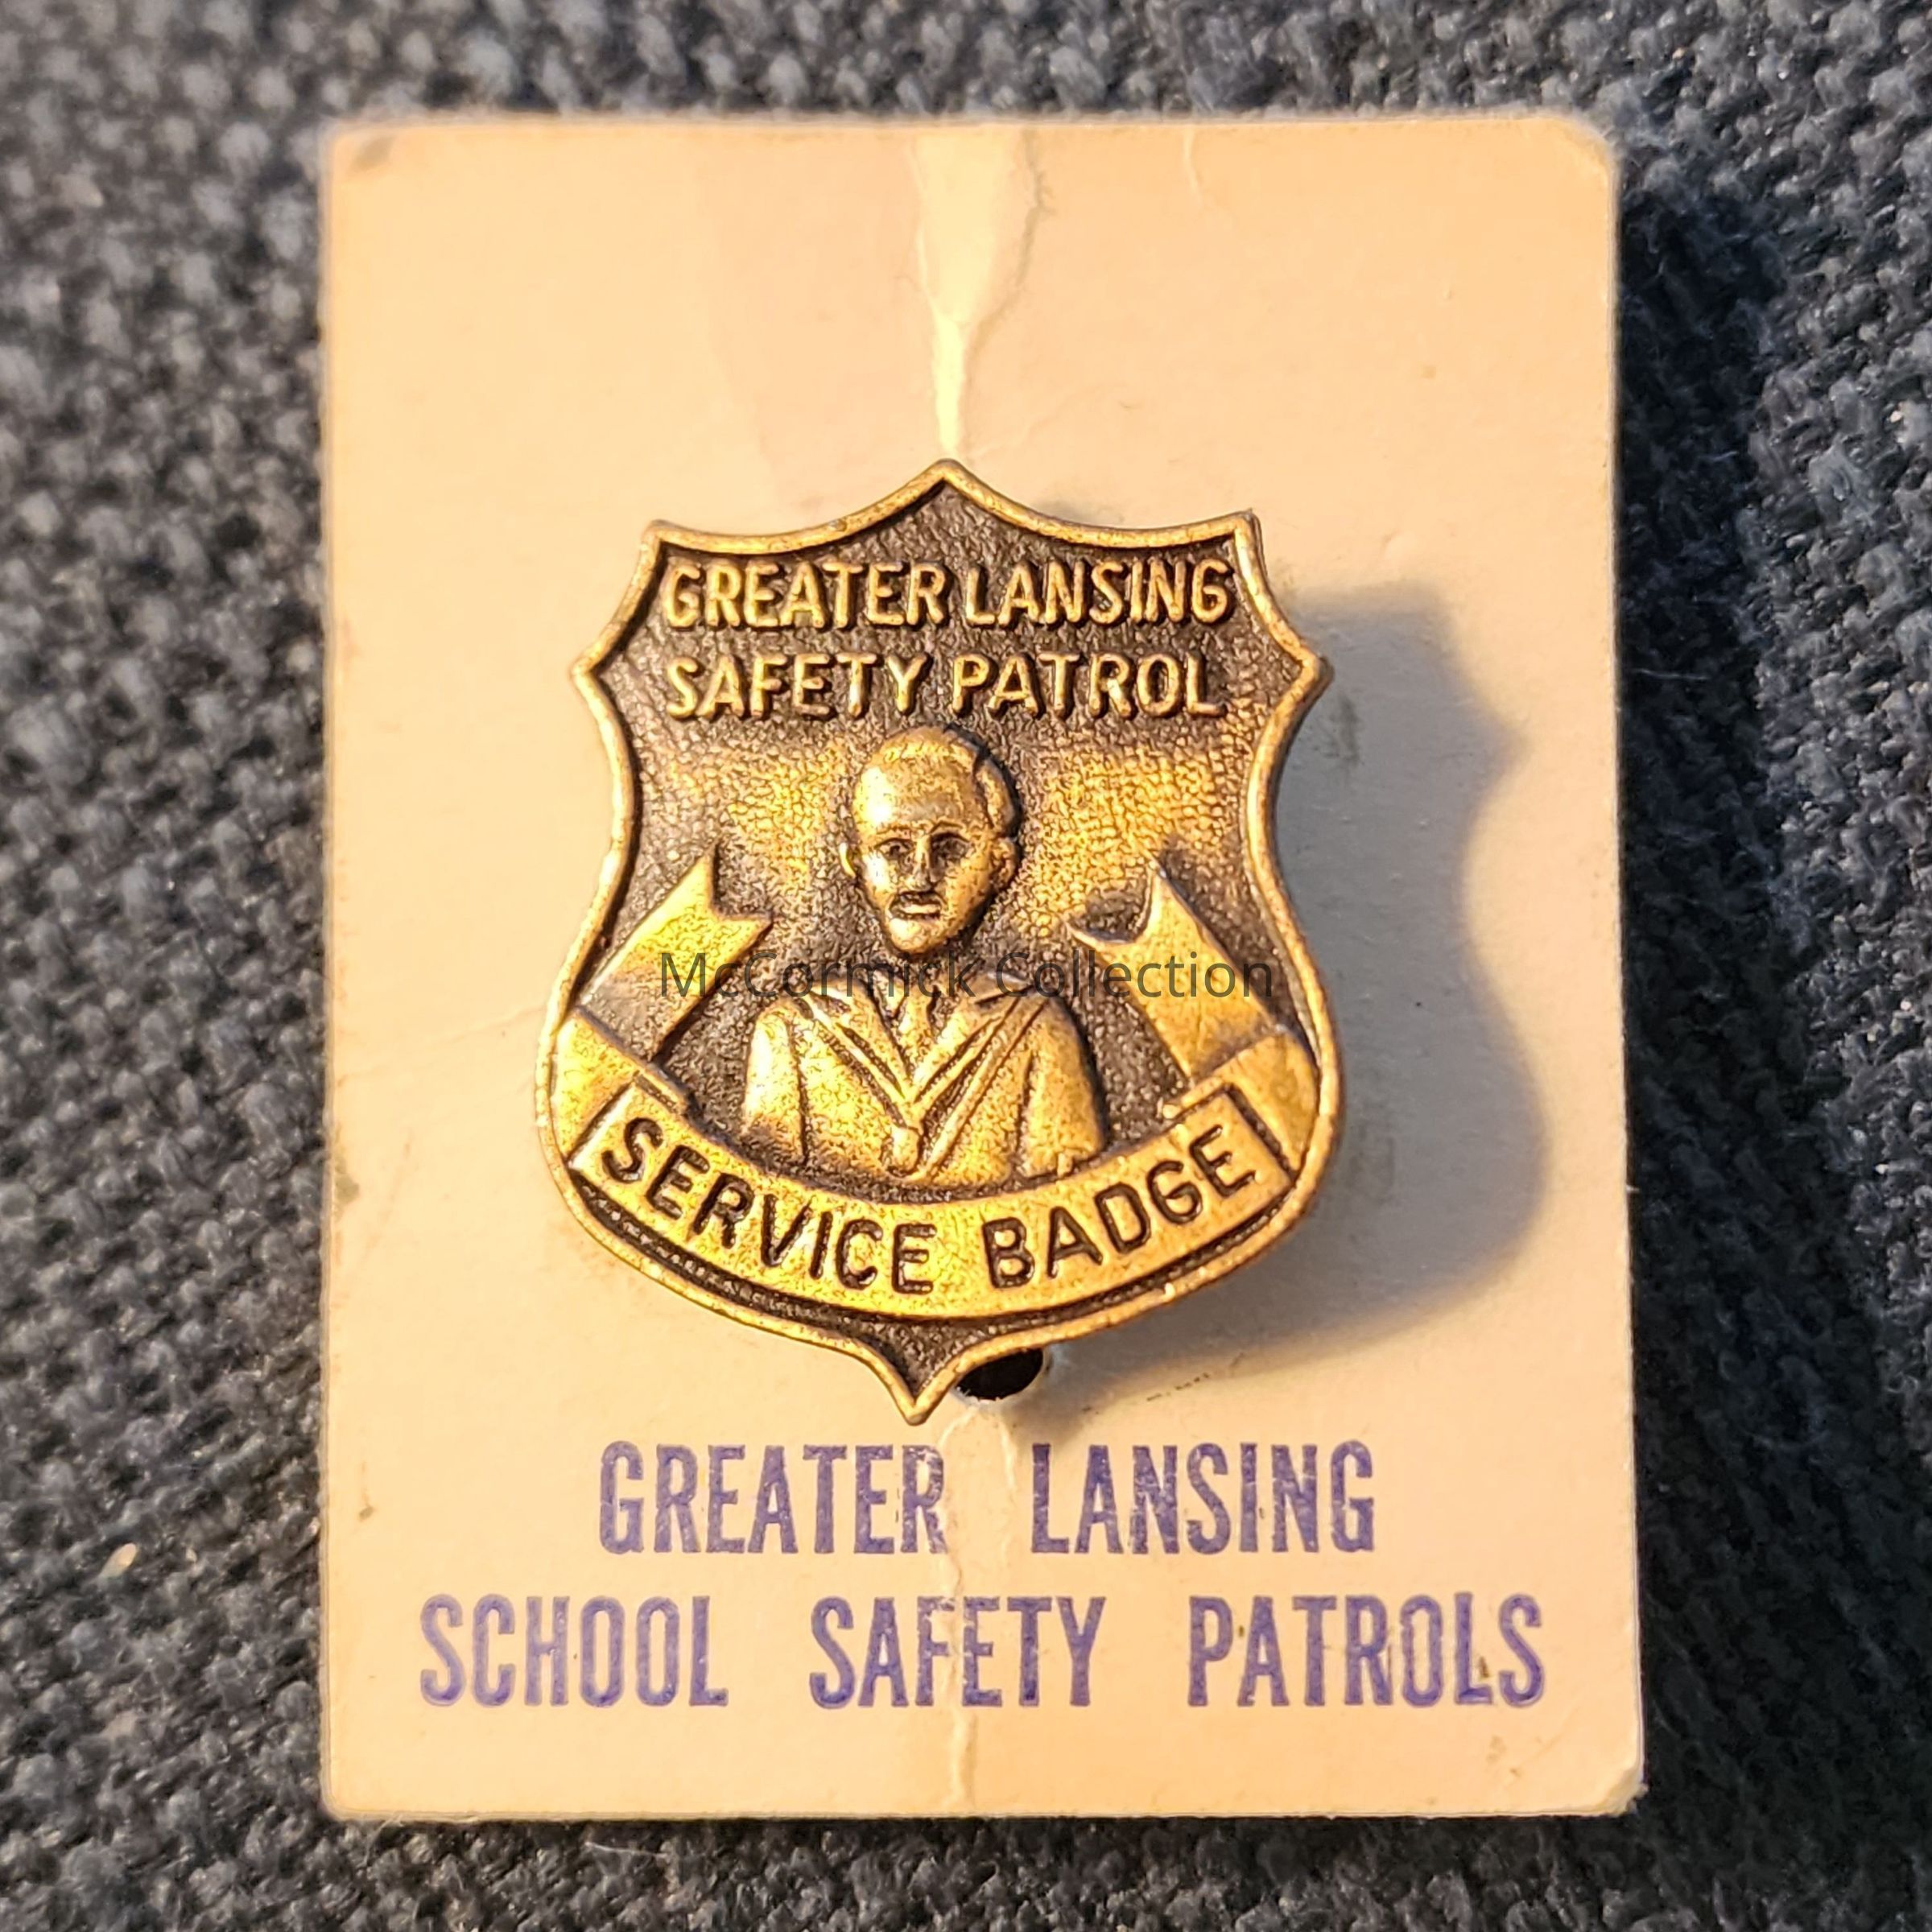 GREATER LANSING
SAFETY PATROL
McCormick Collection
SERVICE BADGE
GREATER LANSING
SCHOOL SAFETY PATROLS